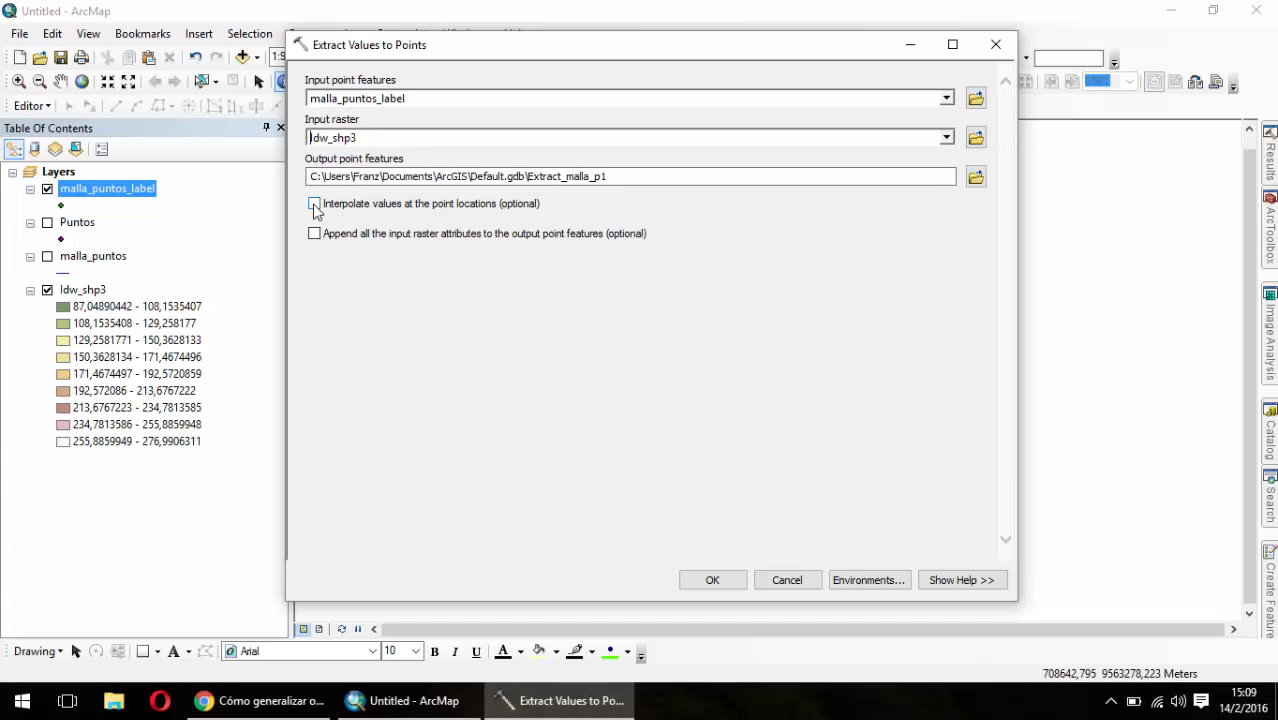 Untitled - ArcMap
File Edit View Bookmarks Insert Selection
Extract Values to Points
Input point features
malla_puntos_label
Input raster
Idw_shp3
Output point features
C:\Users\Franz\Documents\ArcGIS\Default.gdb\Extract_malla_p1
Interpolate values at the point locations (optional)
Append all the input raster attributes to the output point features (optional)
OK Cancel Environments... Show Help >>
1:9
100%
Editor
Table Of Contents
Layers
malla_puntos_label
Puntos
malla_puntos
Idw_shp3
87,04890442 - 108,1535407
108,1535408 - 129,258177
129,2581771 - 150,3628133
150,3628134 - 171,4674496
171,4674497 - 192,5720859
192,572086 - 213,6767222
213,6767223 - 234,7813585
234,7813586 - 255,8859948
255,8859949 - 276,9906311
Results
ArcToolbox
Image Analysis
Catalog
Search
Create Feature
Drawing A Arial 10 B I U A
708642,795 9563278,223 Meters
Cómo generalizar o... Untitled - ArcMap Extract Values to Po...
15:09
14/2/2016